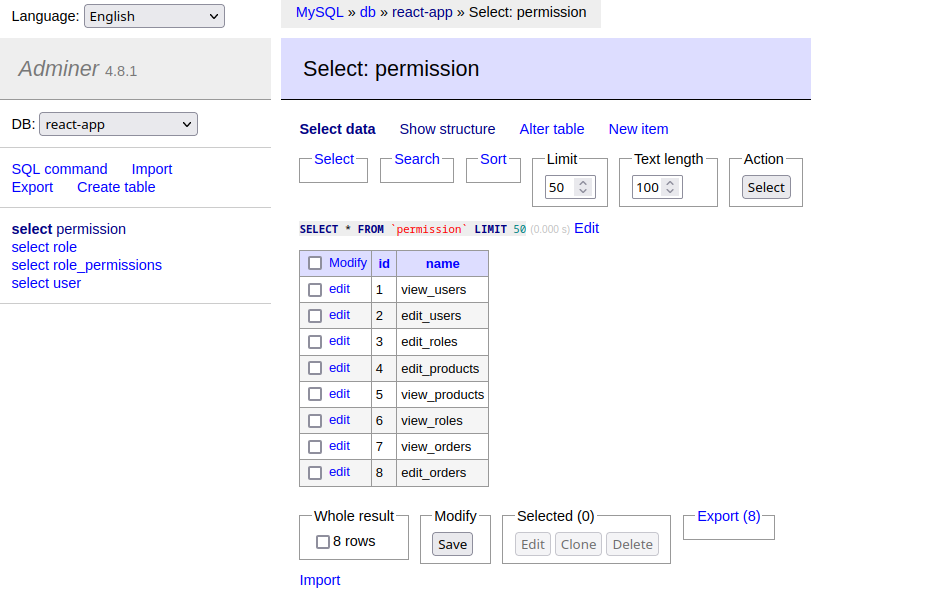 Language: English
MySQL » db » react-app » Select: permission
Adminer 4.8.1
Select: permission
DB: react-app
SQL command Import
Export Create table
select permission
select role
select role_permissions
select user
Select data Show structure Alter table New item
Select Search Sort Limit Text length Action
50 100 Select
SELECT * FROM `permission` LIMIT 50 (0.000 s) Edit
Modify id name
edit 1 view_users
edit 2 edit_users
edit 3 edit_roles
edit 4 edit_products
edit 5 view_products
edit 6 view_roles
edit 7 view_orders
edit 8 edit_orders
Whole result Modify Selected (0) Export (8)
8 rows Save Edit Clone Delete
Import